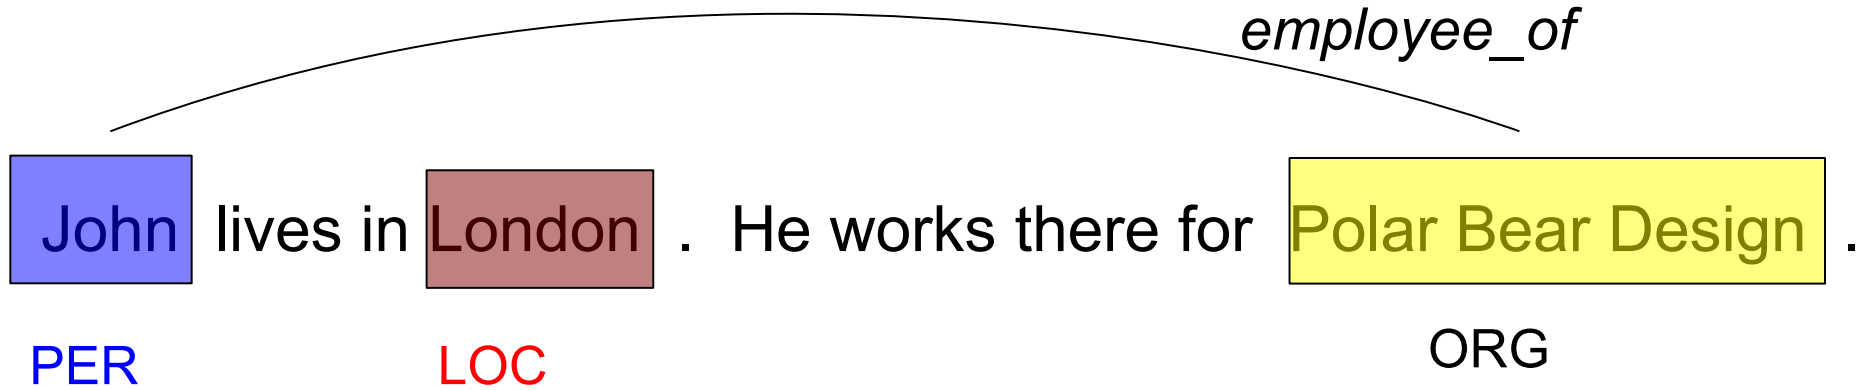 employee_of
John lives in London . He works there for Polar Bear Design .
PER LOC ORG